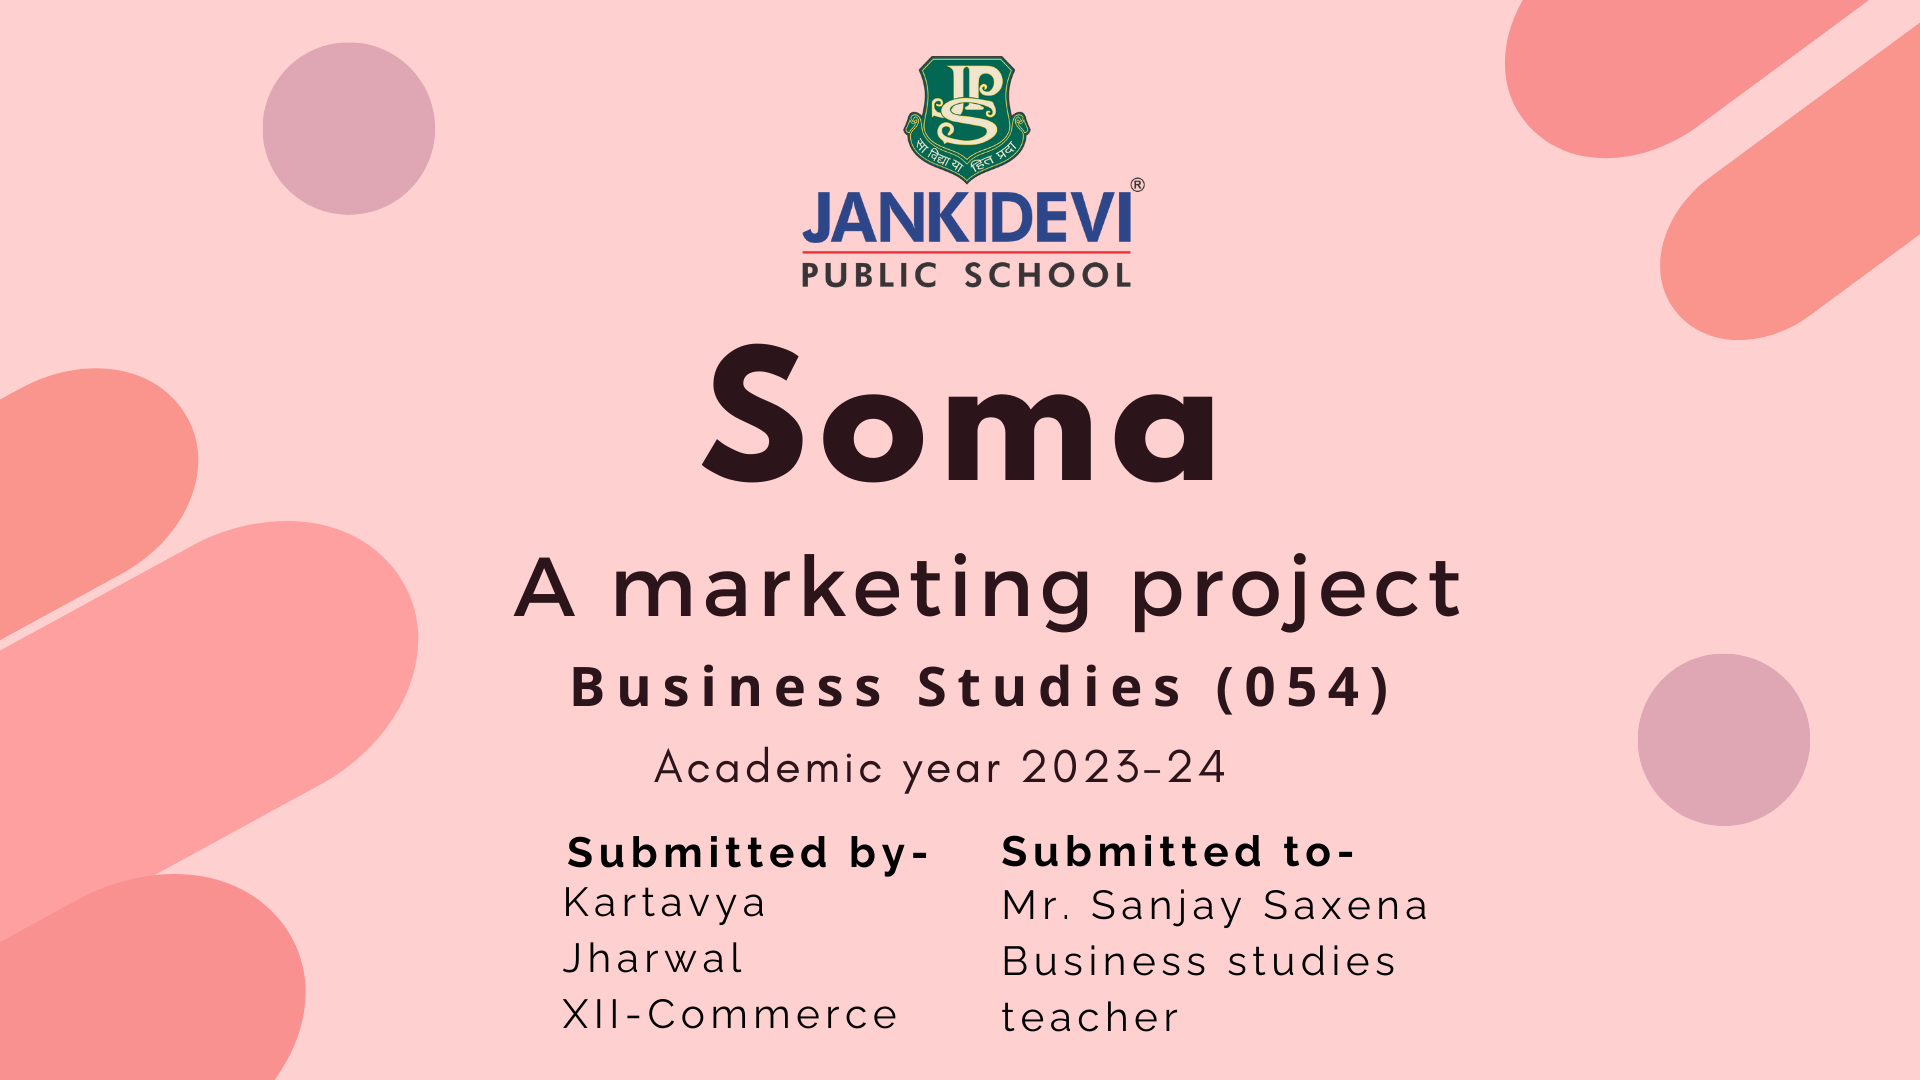 JPS
सा विद्या या हित प्रदा
JANKIDEVI®
PUBLIC SCHOOL
Soma
A marketing project
Business Studies (054)
Academic year 2023-24
Submitted by-
Kartavya
Jharwal
XII-Commerce
Submitted to-
Mr. Sanjay Saxena
Business studies
teacher